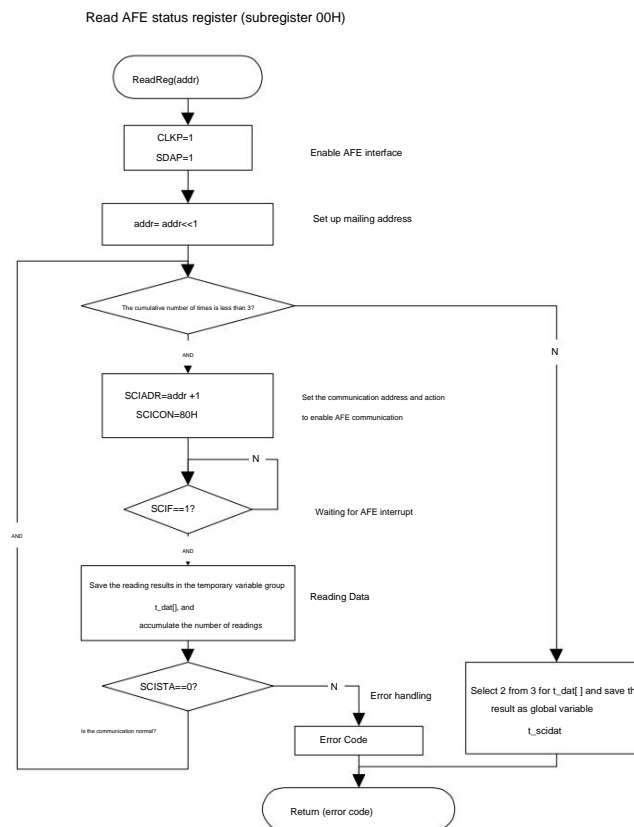 Read AFE status register (subregister 00H)
ReadReg(addr)
CLKP=1
SDAP=1
Enable AFE interface
addr= addr<<1
Set up mailing address
The cumulative number of times is less than 3?
N
AND
SCIADR=addr +1
SCICON=80H
Set the communication address and action
to enable AFE communication
N
SCIF==1?
Waiting for AFE interrupt
AND
AND
Save the reading results in the temporary variable group
t_dat[], and
accumulate the number of readings
Reading Data
SCISTA==0?
N
Error handling
Is the communication normal?
Error Code
Select 2 from 3 for t_dat[ ] and save the
result as global variable
t_scidat
Return (error code)